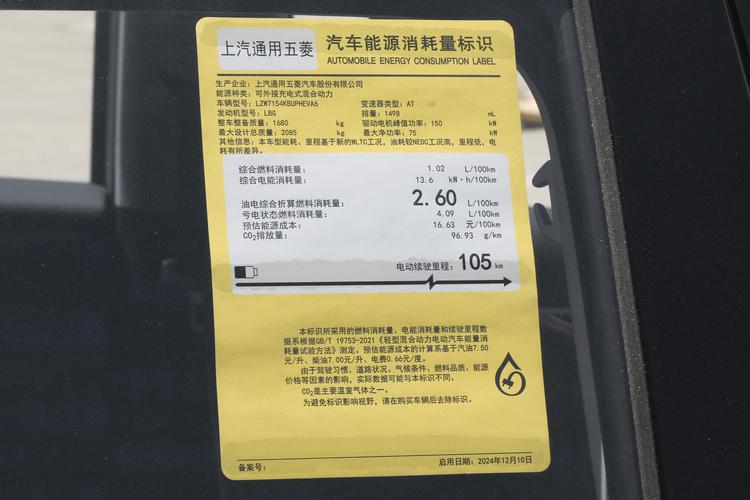 上汽通用五菱
汽车能源消耗量标识
AUTOMOBILE ENERGY CONSUMPTION LABEL
生产企业：上汽通用五菱汽车股份有限公司
能源种类：可外接充电式混合动力
车辆型号：LZW7154KBUPHEVA6 变速器类型：AT
发动机型号：LBG 排量：1498 mL
整车整备质量：1680 kg 驱动电机峰值功率：150 kW
最大设计总质量：2085 kg 最大净功率：75 kW
其他信息：本车型能耗、里程基于新的WLTC工况，油耗较NEDC工况高，里程低，电
耗有所差异。
综合燃料消耗量： 1.02 L/100km
综合电能消耗量： 13.6 kW·h/100km
油电综合折算燃料消耗量： 2.60 L/100km
亏电状态燃料消耗量： 4.09 L/100km
预估能源成本： 16.63 元/100km
CO₂排放量： 96.93 g/km
电动续驶里程：105 km
本标识所采用的燃料消耗量、电能消耗量和续驶里程数
据系根据GB/T 19753-2021《轻型混合动力电动汽车能量消
耗量试验方法》测定。预估能源成本的计算系基于汽油7.50
元/升、柴油7.00元/升、电费0.66元/度。
由于驾驶习惯、道路状况、气候条件、燃料品质、能源
价格等因素的影响，实际数据可能与本标识不同。
CO₂是主要温室气体之一。
为避免标识影响视野，请在购买车辆后去除标识。
备案号： 启用日期：2024年12月10日